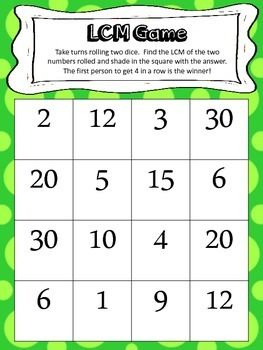 LCM Game
Take turns rolling two dice. Find the LCM of the two
numbers rolled and shade in the square with the answer.
The first person to get 4 in a row is the winner!
2 12 3 30
20 5 15 6
30 10 4 20
6 1 9 12